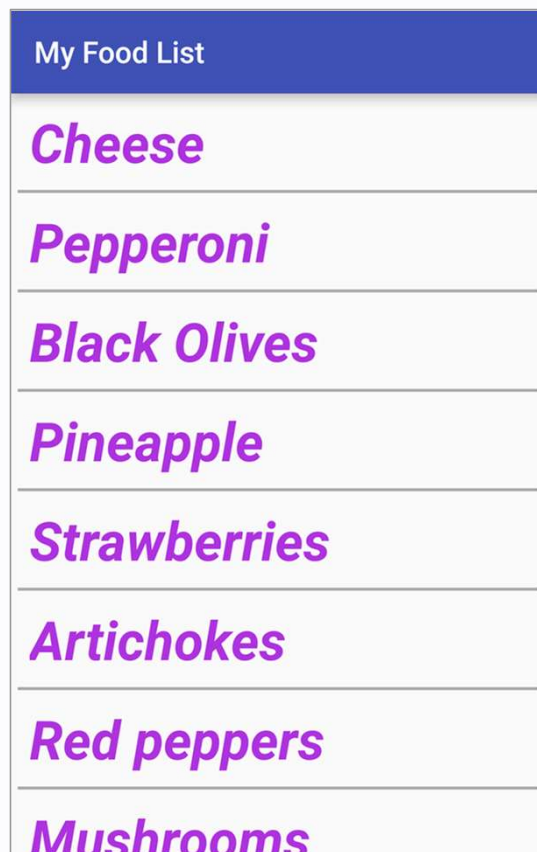 My Food List
Cheese
Pepperoni
Black Olives
Pineapple
Strawberries
Artichokes
Red peppers
Mushrooms